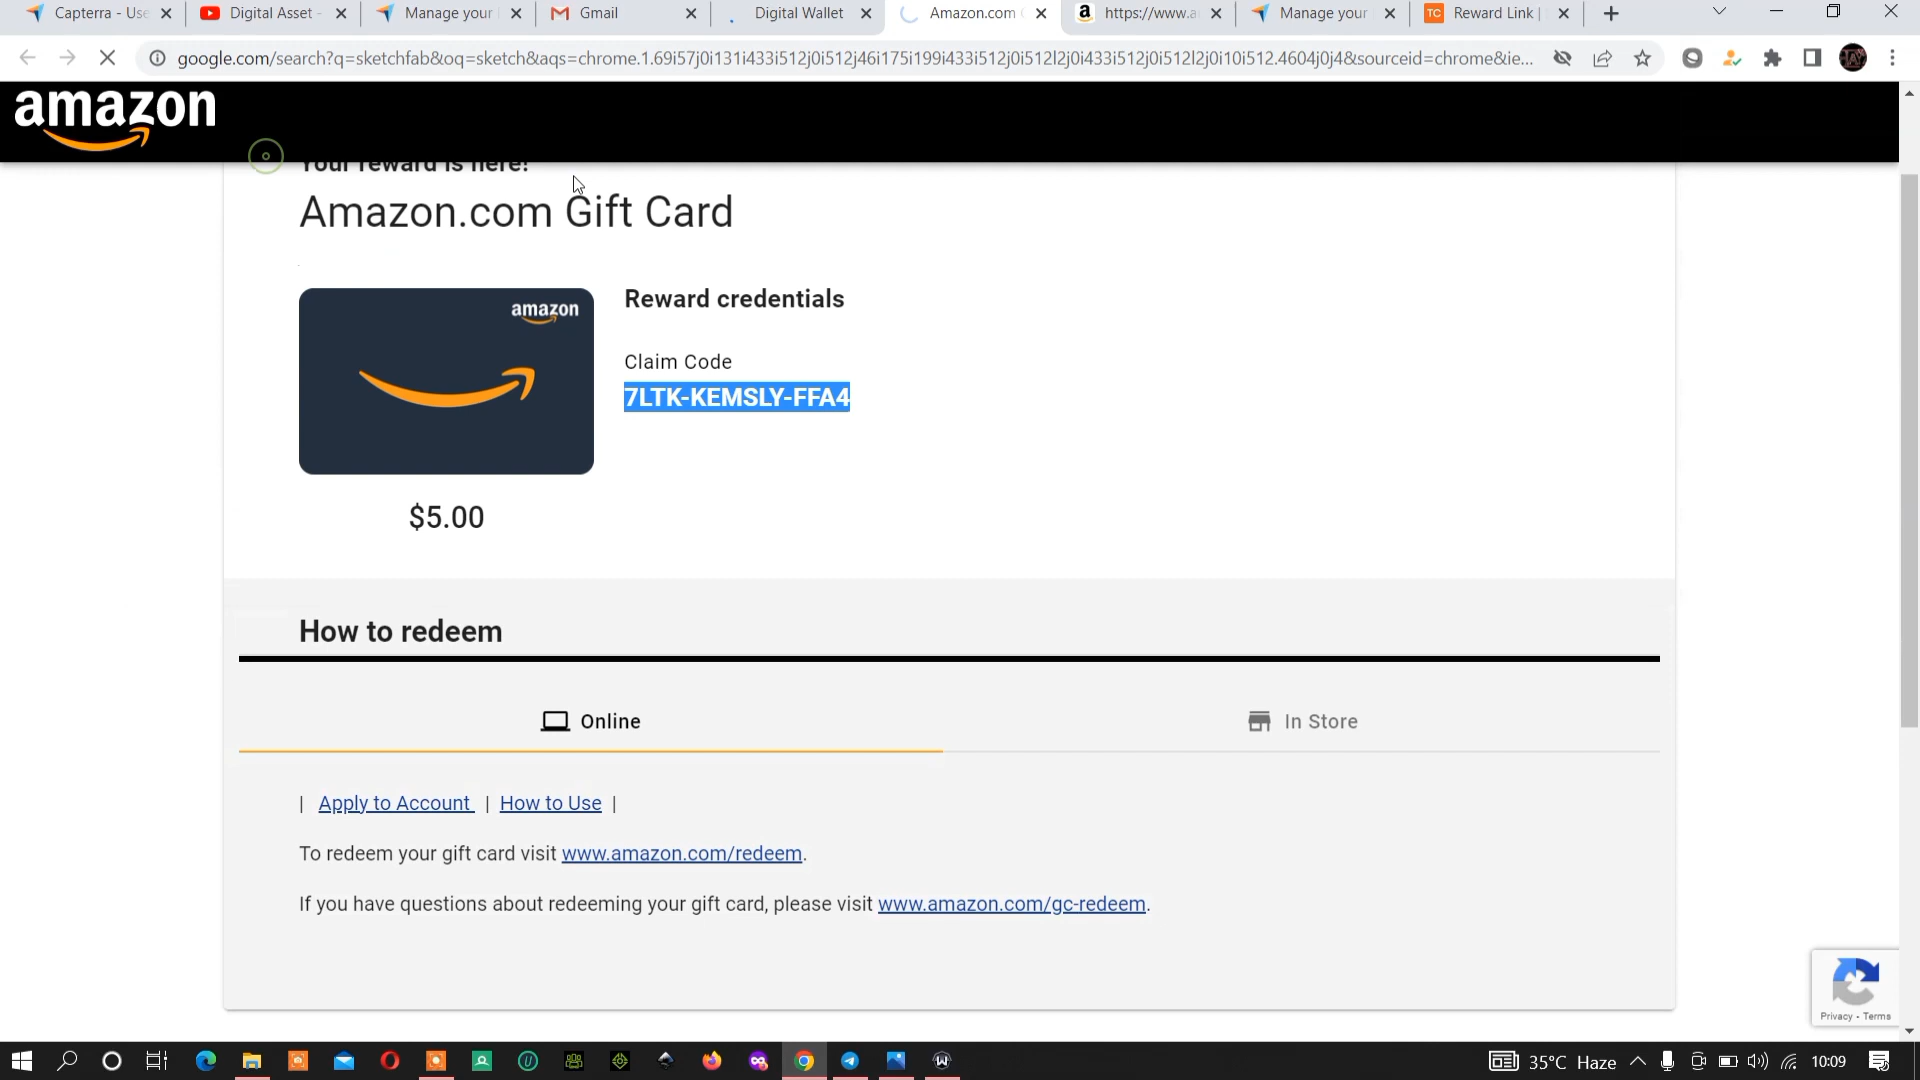 Capterra - Use
Digital Asset -
Manage your
Gmail
Digital Wallet
Amazon.com
https://www.a
Manage your
TC
Reward Link |
google.com/search?q=sketchfab&oq=sketch&aqs=chrome.1.69i57j0i131i433i512j0i512j46i175i199i433i512j0i512l2j0i433i512j0i512l2j0i10i512.4604j0j4&sourceid=chrome&ie...
amazon
Your reward is here!
Amazon.com Gift Card
amazon
Reward credentials
Claim Code
7LTK-KEMSLY-FFA4
$5.00
How to redeem
Online
In Store
| Apply to Account | How to Use |
To redeem your gift card visit www.amazon.com/redeem.
If you have questions about redeeming your gift card, please visit www.amazon.com/gc-redeem.
Privacy - Terms
35°C Haze
10:09